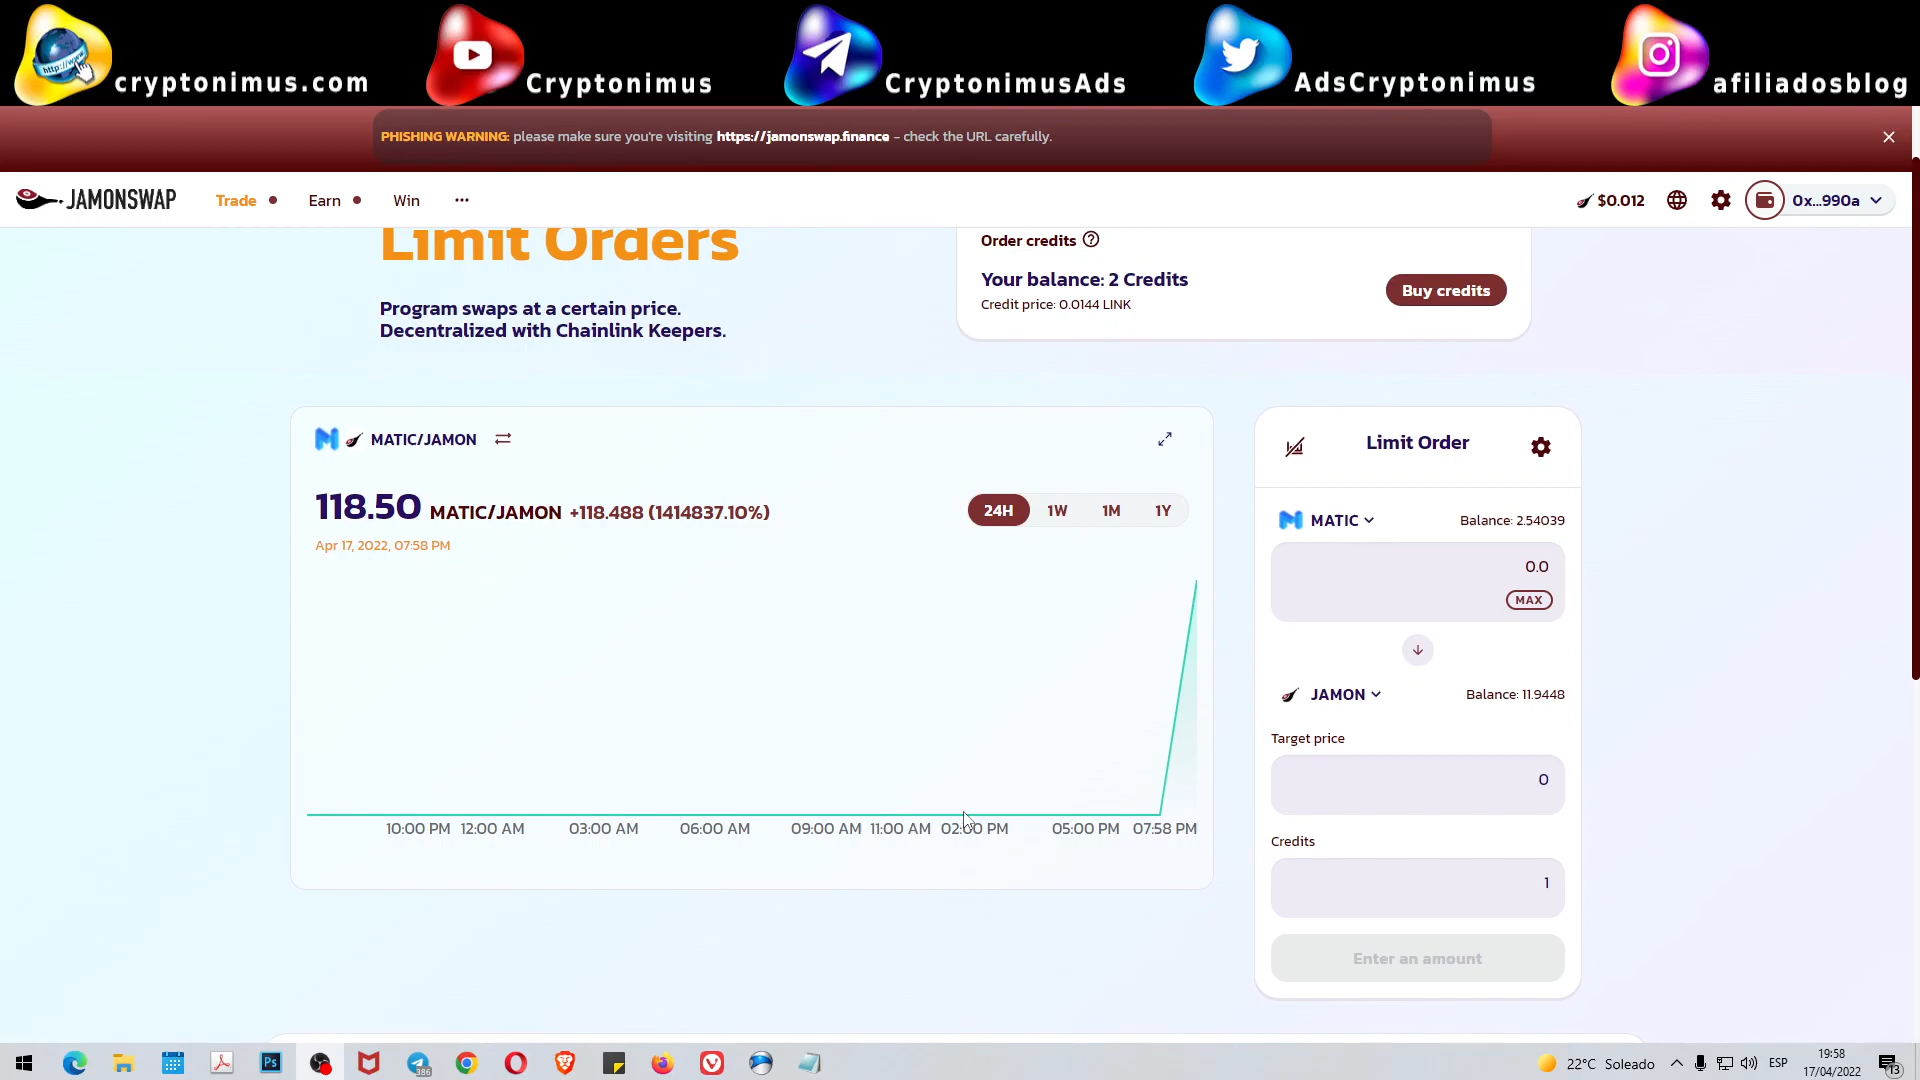 cryptonimus.com
Cryptonimus
CryptonimusAds
AdsCryptonimus
afiliadosblog
http://www
PHISHING WARNING: please make sure you're visiting https://jamonswap.finance - check the URL carefully.
JAMONSWAP
Trade
Earn
Win
$0.012
0x...990a
Limit Orders
Program swaps at a certain price.
Decentralized with Chainlink Keepers.
Order credits
Your balance: 2 Credits
Credit price: 0.0144 LINK
Buy credits
MATIC/JAMON
118.50 MATIC/JAMON +118.488 (1414837.10%)
Apr 17, 2022, 07:58 PM
24H 1W 1M 1Y
10:00 PM 12:00 AM 03:00 AM 06:00 AM 09:00 AM 11:00 AM 02:00 PM 05:00 PM 07:58 PM
Limit Order
MATIC
Balance: 2.54039
0.0
MAX
JAMON
Balance: 11.9448
Target price
0
Credits
1
Enter an amount
Ps
386
22°C Soleado
ESP
19:58
17/04/2022
13